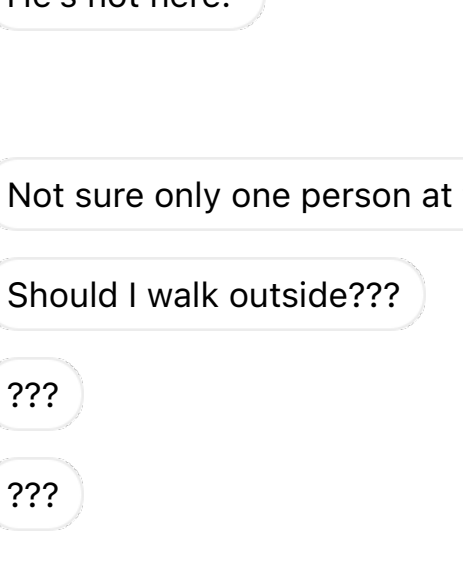 He's not here.
Not sure only one person at
Should I walk outside???
???
???